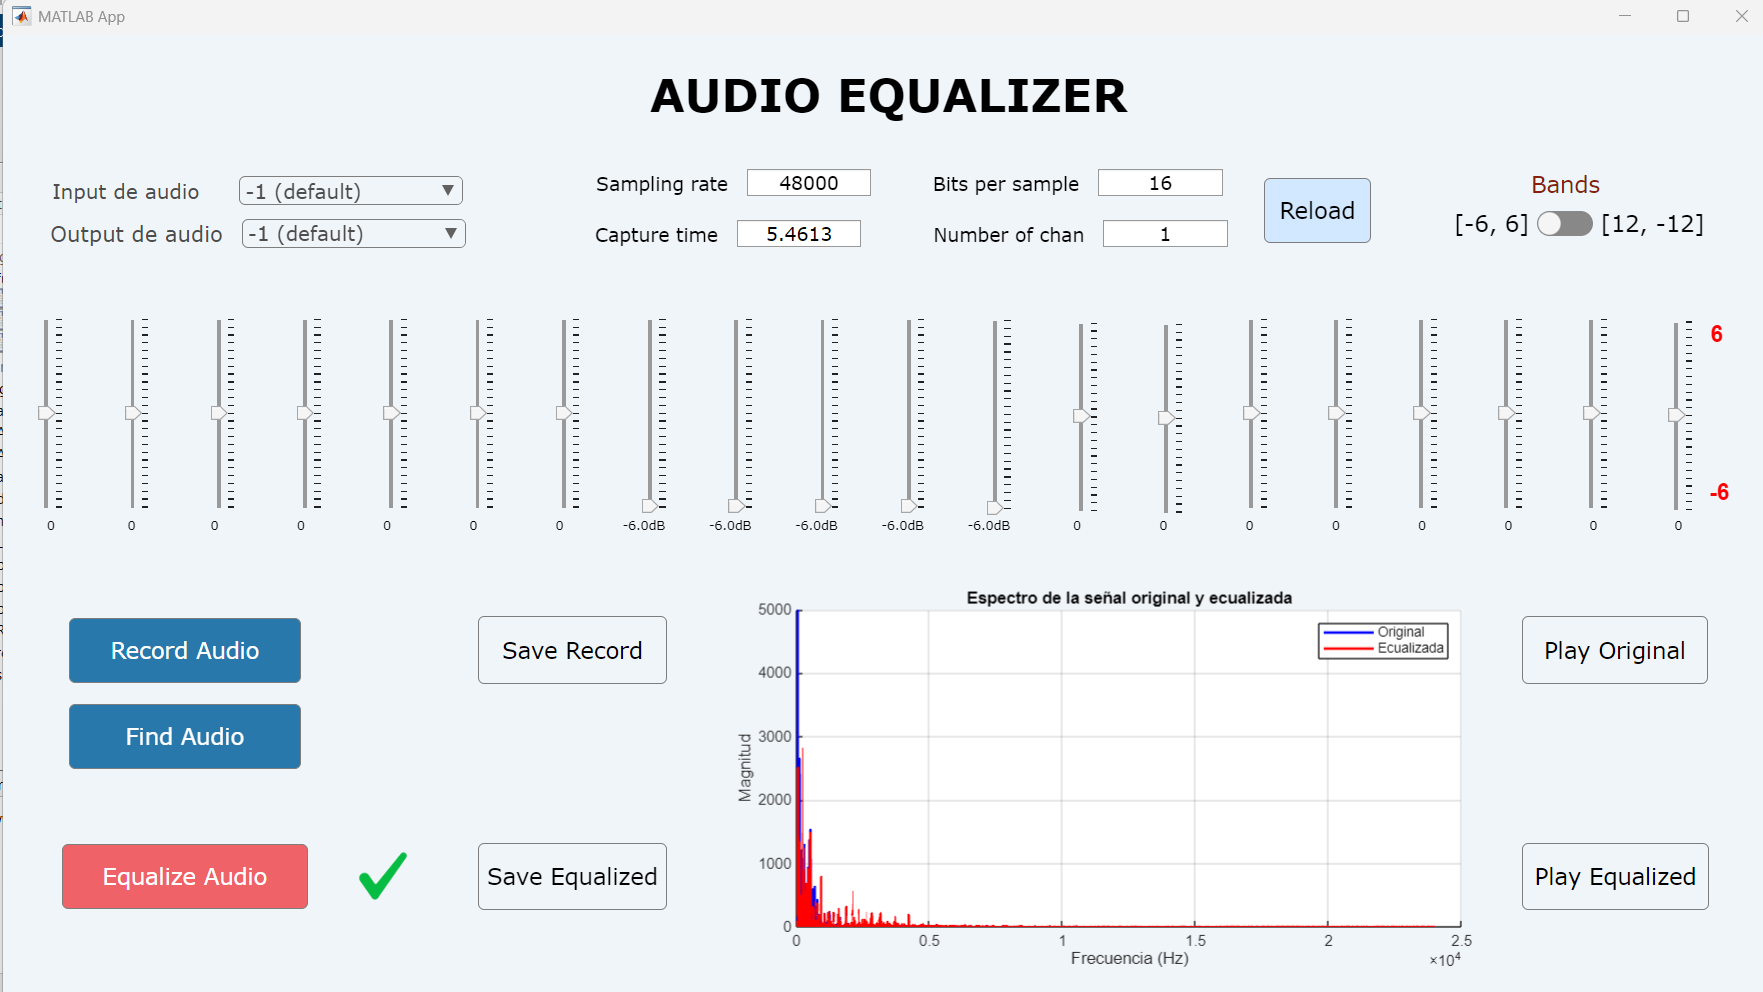 MATLAB App
AUDIO EQUALIZER
Input de audio
-1 (default)
Output de audio
-1 (default)
Sampling rate
48000
Capture time
5.4613
Bits per sample
16
Number of chan
1
Reload
Bands
[-6, 6]
[12, -12]
6
-6
0
0
0
0
0
0
0
-6.0dB
-6.0dB
-6.0dB
-6.0dB
-6.0dB
0
0
0
0
0
0
0
0
Record Audio
Find Audio
Equalize Audio
Save Record
Save Equalized
Espectro de la señal original y ecualizada
Original
Ecualizada
5000
4000
3000
2000
1000
0
Magnitud
0
0.5
1
1.5
2
2.5
×10⁴
Frecuencia (Hz)
Play Original
Play Equalized